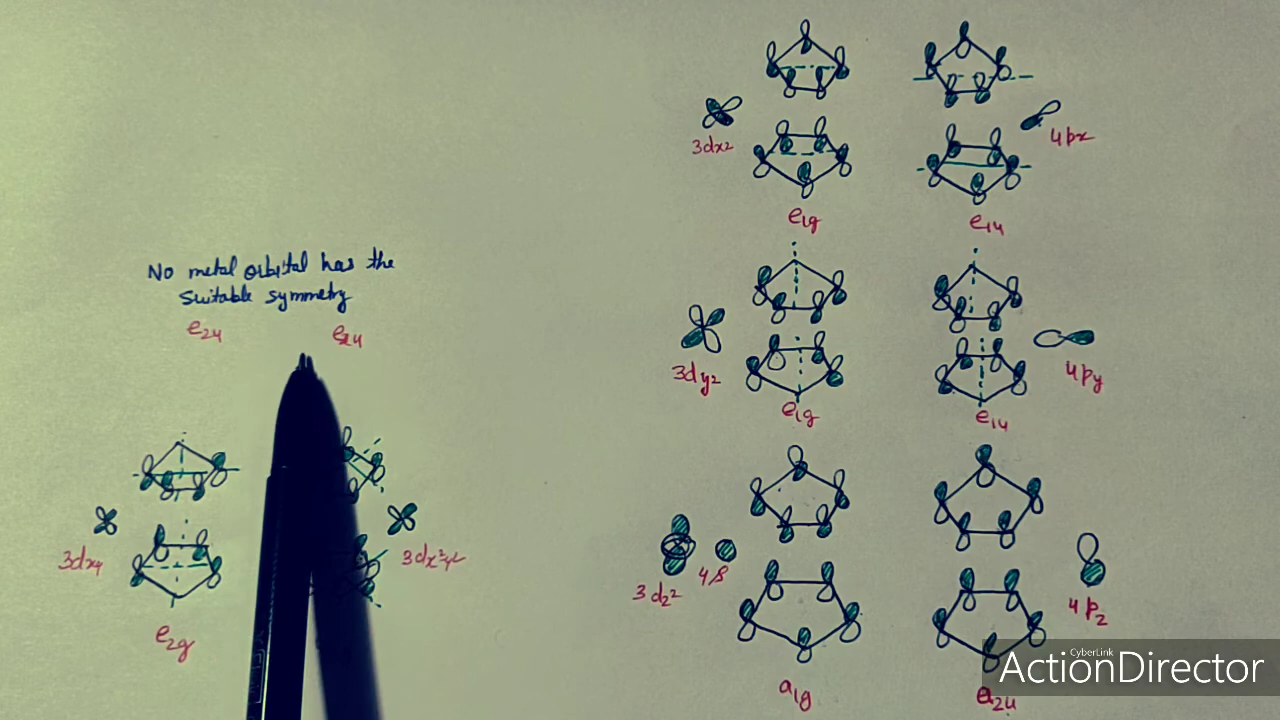 No metal orbital has the
Suitable symmetry
e2u e2u
3dxy
e2g
3dx²-y²
3dxz
e1g
4px
e1u
3dyz
e1g
4py
e1u
3dz²
4s
a1g
4pz
a2u
CyberLink
ActionDirector